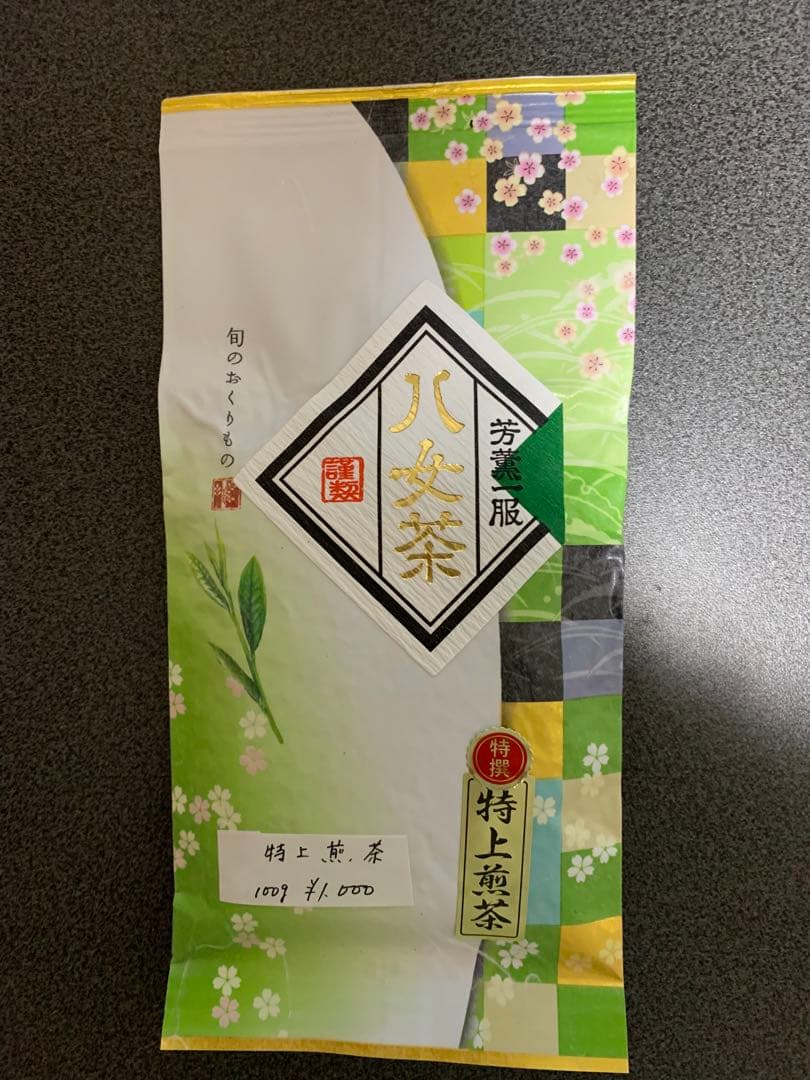 旬のおくりもの
芳薫一服
八女茶
謹製
特撰
特上煎茶
特上煎茶
100g ¥1.000